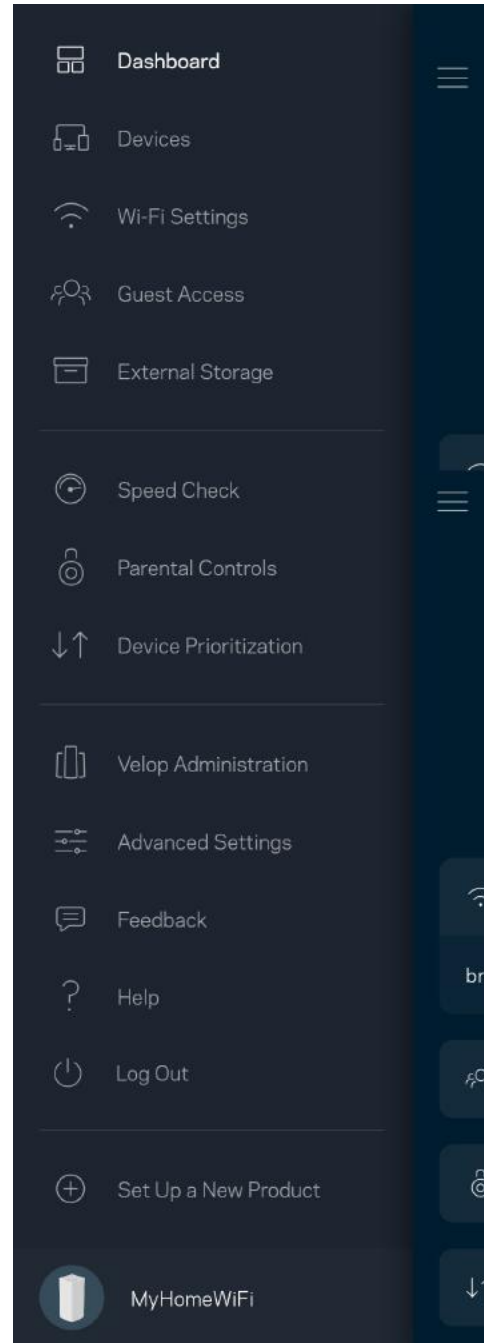 Dashboard
Devices
Wi-Fi Settings
Guest Access
External Storage
Speed Check
Parental Controls
Device Prioritization
Velop Administration
Advanced Settings
Feedback
br
Help
Log Out
Set Up a New Product
MyHomeWiFi